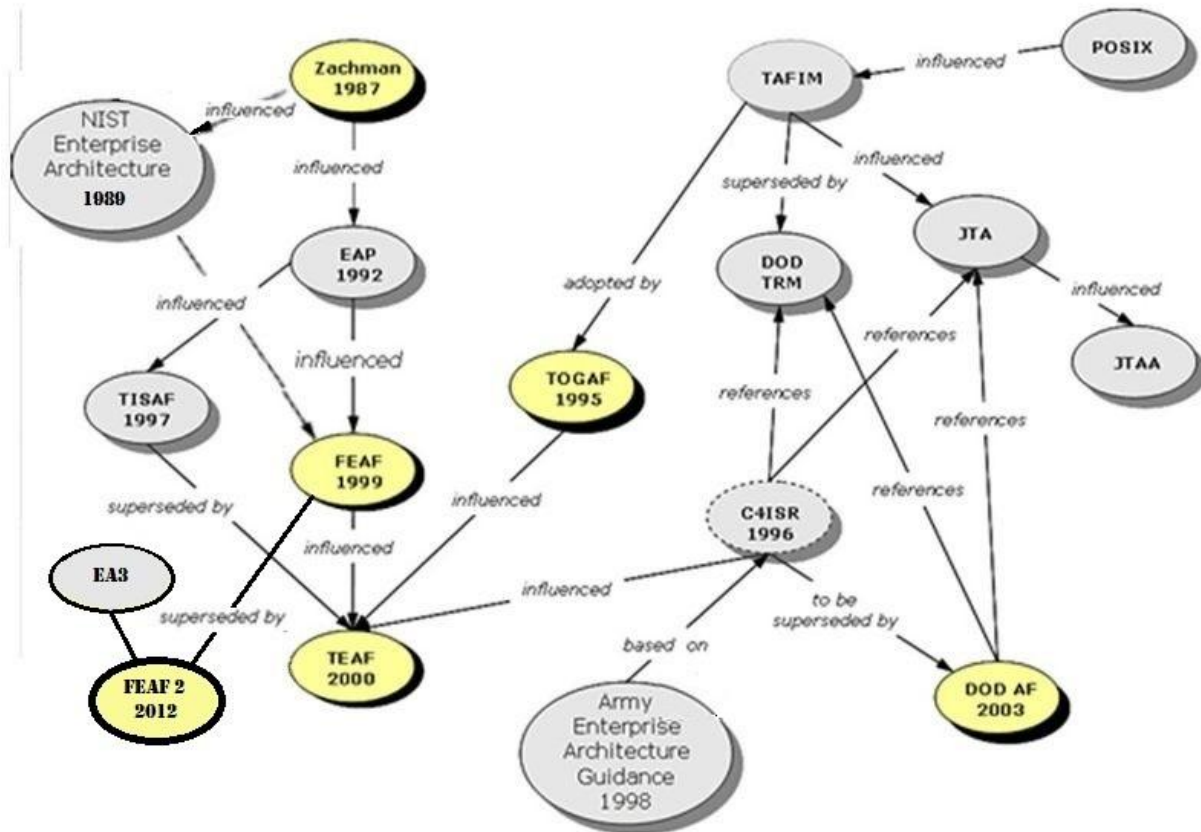 Zachman
1987
POSIX
influenced
TAFIM
influenced
NIST
Enterprise
Architecture
1989
influenced
influenced
superseded by
JTA
EAP
1992
DOD
TRM
adopted by
influenced
influenced
references
influenced
JTAA
TOGAF
1995
TISAF
1997
references
references
FEAF
1999
superseded by
influenced
references
C4ISR
1996
influenced
EA3
influenced
superseded by
to be
superseded by
based on
TEAF
2000
FEAF 2
2012
DOD AF
2003
Army
Enterprise
Architecture
Guidance
1998